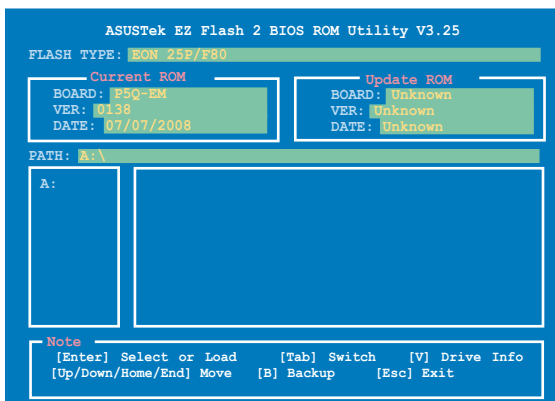 ASUSTek EZ Flash 2 BIOS ROM Utility V3.25
FLASH TYPE: EON 25P/F80
Current ROM
BOARD: P5Q-EM
VER: 0138
DATE: 07/07/2008
Update ROM
BOARD: Unknown
VER: Unknown
DATE: Unknown
PATH: A:\
A:
Note
[Enter] Select or Load [Tab] Switch [V] Drive Info
[Up/Down/Home/End] Move [B] Backup [Esc] Exit